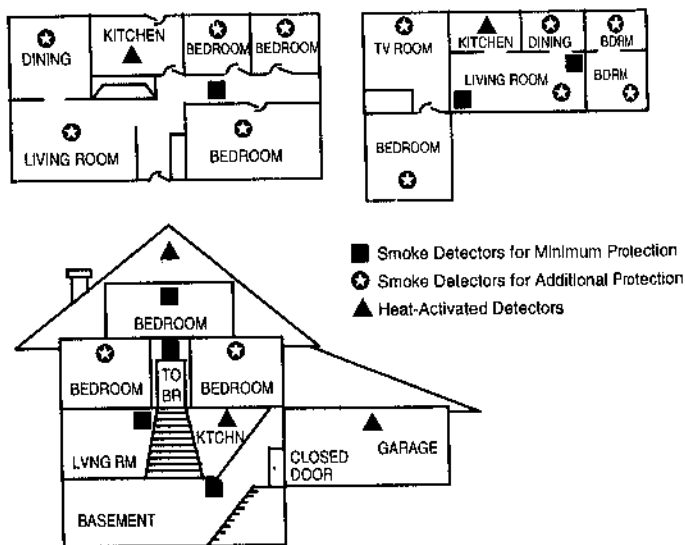 DINING
KITCHEN
BEDROOM
BEDROOM
LIVING ROOM
BEDROOM
TV ROOM
KITCHEN
DINING
BDRM
LIVING ROOM
BDRM
BEDROOM
Smoke Detectors for Minimum Protection
Smoke Detectors for Additional Protection
Heat-Activated Detectors
BEDROOM
BEDROOM
TO
BR
BEDROOM
LVNG RM
KTCHN
CLOSED
DOOR
GARAGE
BASEMENT